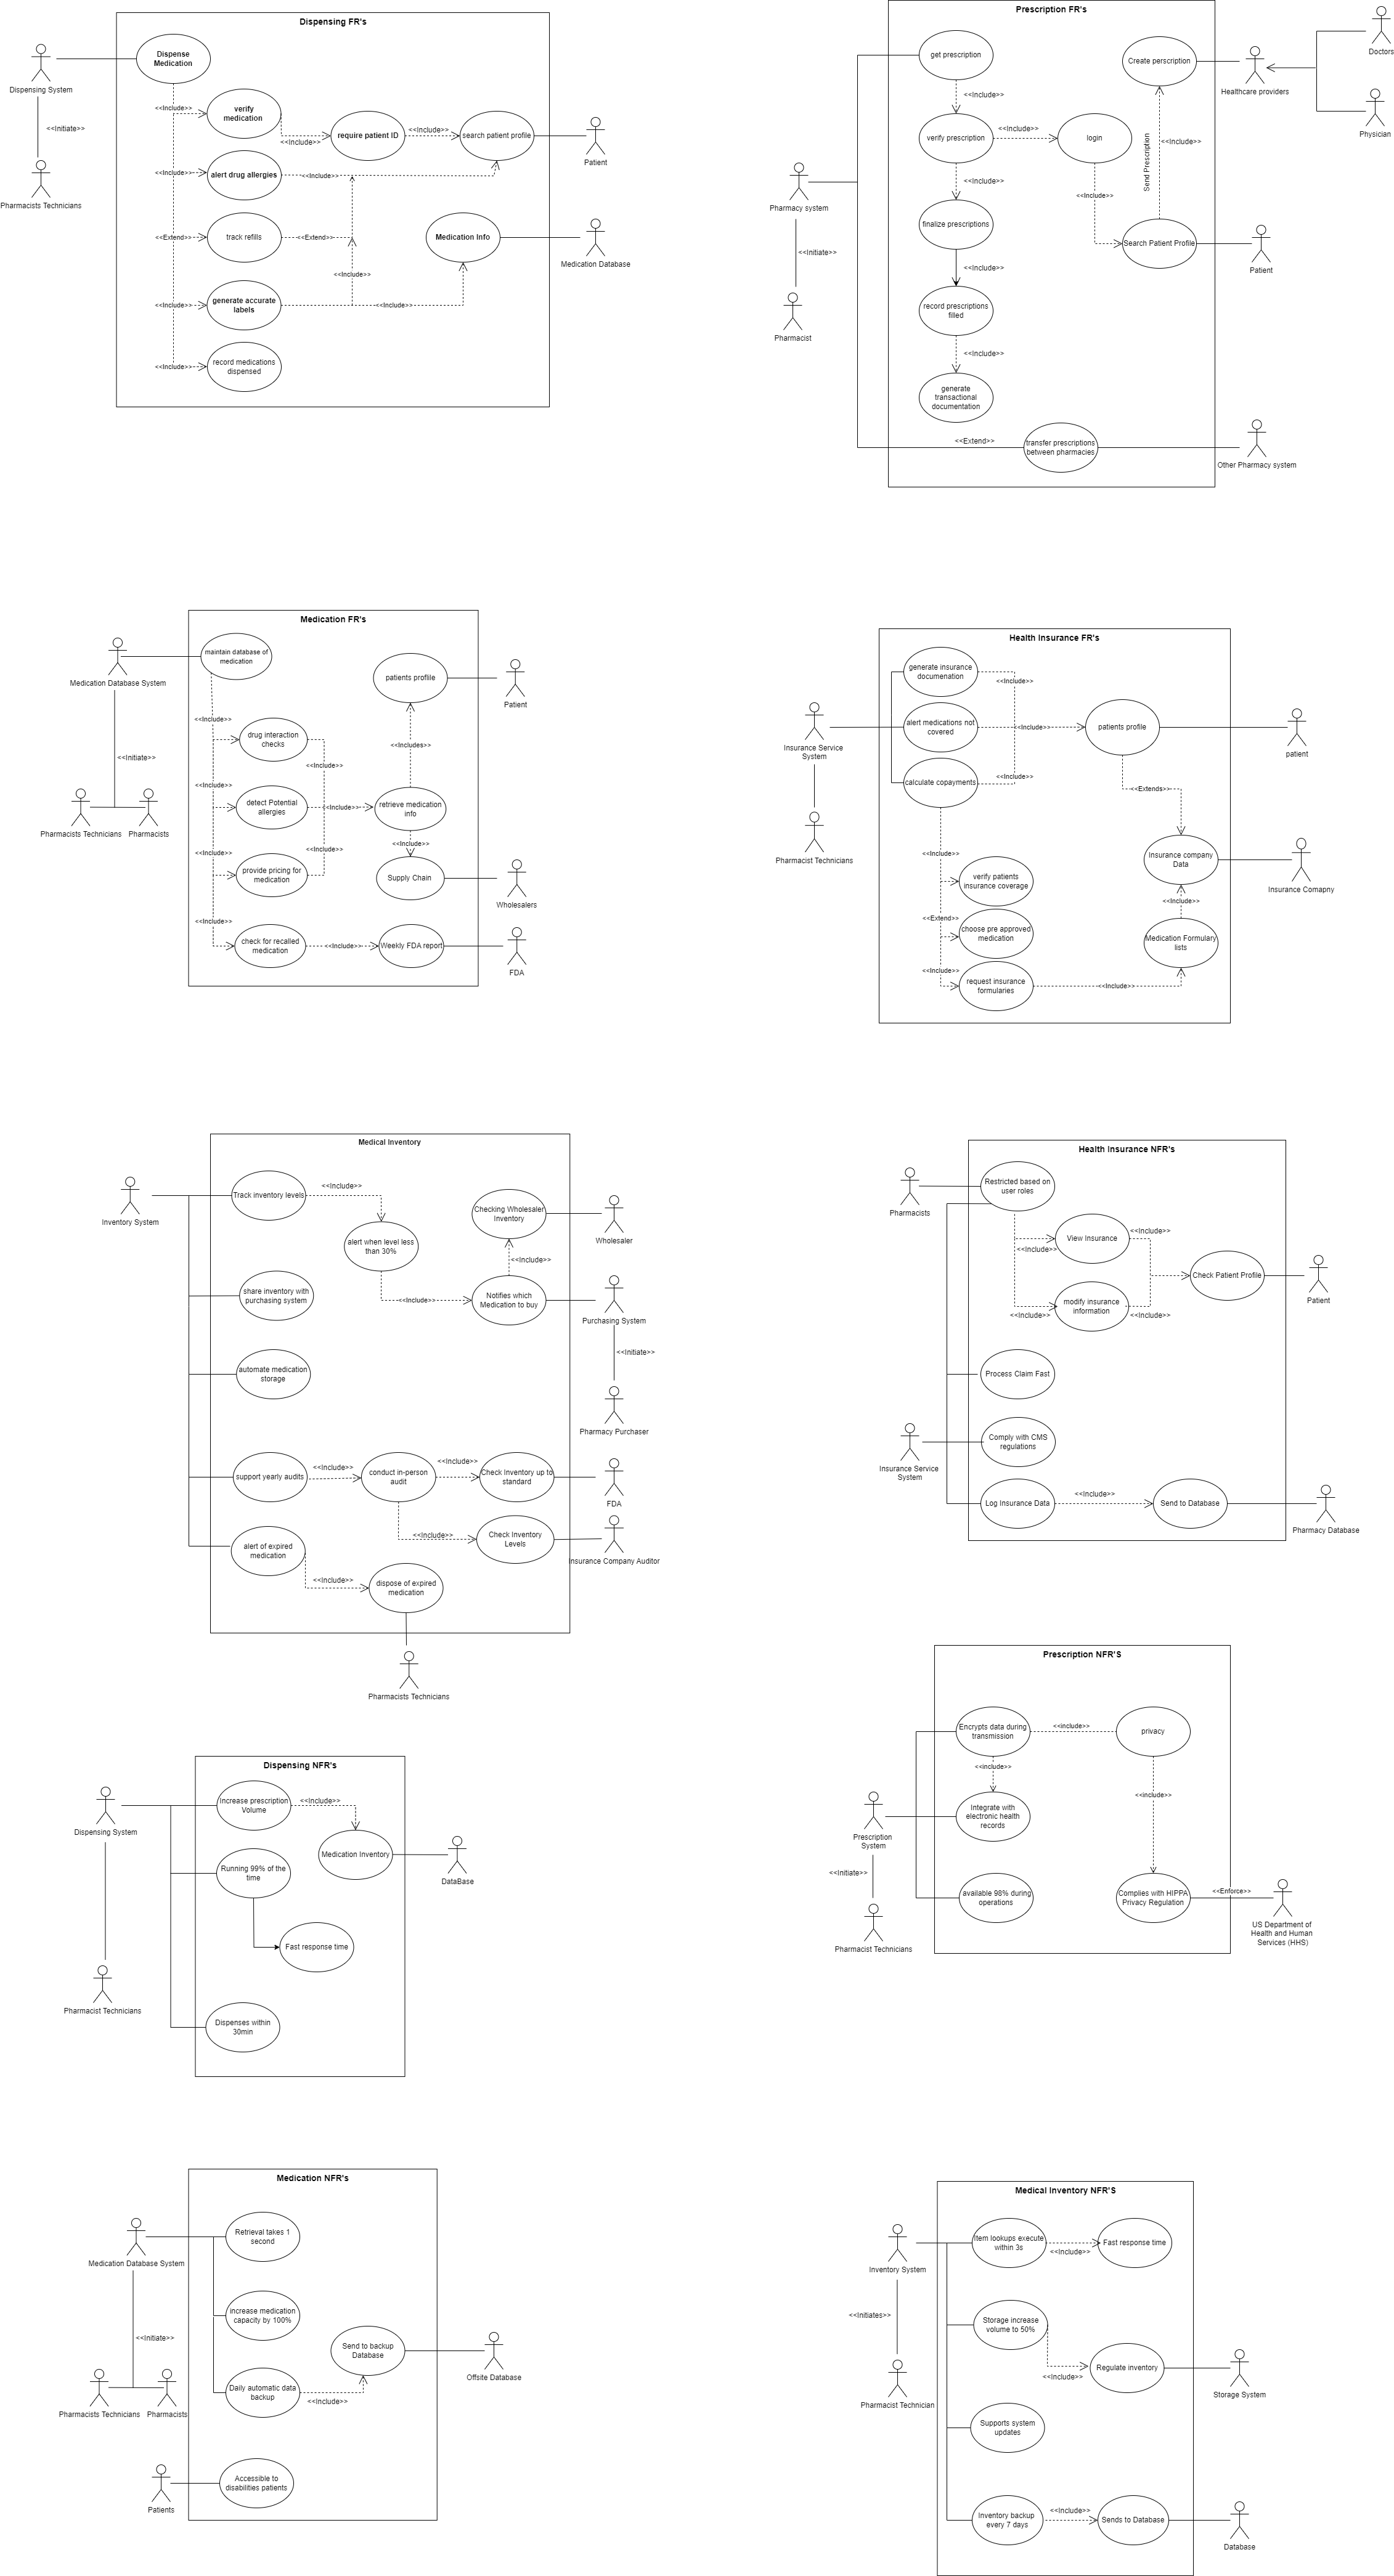 Dispensing FR's
Dispense
Medication
Dispensing System
<<Initiate>>
Pharmacists Technicians
<<Include>>
verify
medication
<<Include>>
require patient ID
<<Include>>
search patient profile
Patient
<<Include>>
alert drug allergies
<<Include>>
<<Extend>>
track refills
<<Extend>>
Medication Info
Medication Database
<<Include>>
<<Include>>
generate accurate
labels
<<Include>>
<<Include>>
record medications
dispensed
Prescription FR's
get prescription
Create perscription
Healthcare providers
Doctors
Physician
<<Include>>
verify prescription
<<Include>>
login
Send Prescription
<<Include>>
<<Include>>
<<Include>>
Pharmacy system
<<Initiate>>
Pharmacist
finalize prescriptions
Search Patient Profile
Patient
<<Include>>
record prescriptions
filled
<<Include>>
generate
transactional
documentation
<<Extend>>
transfer prescriptions
between pharmacies
Other Pharmacy system
Medication FR's
maintain database of
medication
Medication Database System
<<Initiate>>
Pharmacists Technicians
Pharmacists
patients proflile
Patient
<<Include>>
drug interaction
checks
<<Include>>
<<Includes>>
<<Include>>
detect Potential
allergies
<<Include>>
retrieve medication
info
<<Include>>
<<Include>>
<<Include>>
provide pricing for
medication
Supply Chain
Wholesalers
<<Include>>
check for recalled
medication
<<Include>>
Weekly FDA report
FDA
Health Insurance FR's
generate insurance
documenation
<<Include>>
alert medications not
covered
<<Include>>
patients profile
patient
Insurance Service
System
calculate copayments
<<Include>>
<<Extends>>
Pharmacist Technicians
<<Include>>
Insurance company
Data
Insurance Comapny
verify patients
insurance coverage
<<Include>>
<<Extend>>
choose pre approved
medication
Medication Formulary
lists
<<Include>>
request insurance
formularies
<<Include>>
Medical Inventory
Track inventory levels
<<Include>>
Inventory System
Checking Wholesaler
Inventory
Wholesaler
alert when level less
than 30%
<<Include>>
<<Include>>
share inventory with
purchasing system
Notifies which
Medication to buy
Purchasing System
<<Initiate>>
Pharmacy Purchaser
automate medication
storage
support yearly audits
<<Include>>
conduct in-person
audit
<<Include>>
Check Inventory up to
standard
FDA
<<Include>>
Check Inventory
Levels
Insurance Company Auditor
alert of expired
medication
<<Include>>
dispose of expired
medication
Pharmacists Technicians
Health Insurance NFR's
Restricted based on
user roles
Pharmacists
<<Include>>
View Insurance
<<Include>>
Check Patient Profile
Patient
<<Include>>
modify insurance
information
<<Include>>
Process Claim Fast
Comply with CMS
regulations
Insurance Service
System
Log Insurance Data
<<Include>>
Send to Database
Pharmacy Database
Prescription NFR'S
Encrypts data during
transmission
<<include>>
privacy
<<include>>
<<include>>
Integrate with
electronic health
records
Prescription
System
<<Initiate>>
Pharmacist Technicians
available 98% during
operations
Complies with HIPPA
Privacy Regulation
<<Enforce>>
US Department of
Health and Human
Services (HHS)
Dispensing NFR's
Increase prescription
Volume
<<Include>>
Dispensing System
Medication Inventory
DataBase
Running 99% of the
time
Fast response time
Pharmacist Technicians
Dispenses within
30min
Medication NFR's
Retrieval takes 1
second
Medication Database System
<<Initiate>>
Pharmacists Technicians
Pharmacists
increase medication
capacity by 100%
Send to backup
Database
Offsite Database
Daily automatic data
backup
<<Include>>
Accessible to
disabilities patients
Patients
Medical Inventory NFR'S
item lookups execute
within 3s
<<Include>>
Fast response time
Inventory System
<<Initiates>>
Pharmacist Technician
Storage increase
volume to 50%
<<Include>>
Regulate inventory
Storage System
Supports system
updates
Inventory backup
every 7 days
<<Include>>
Sends to Database
Database